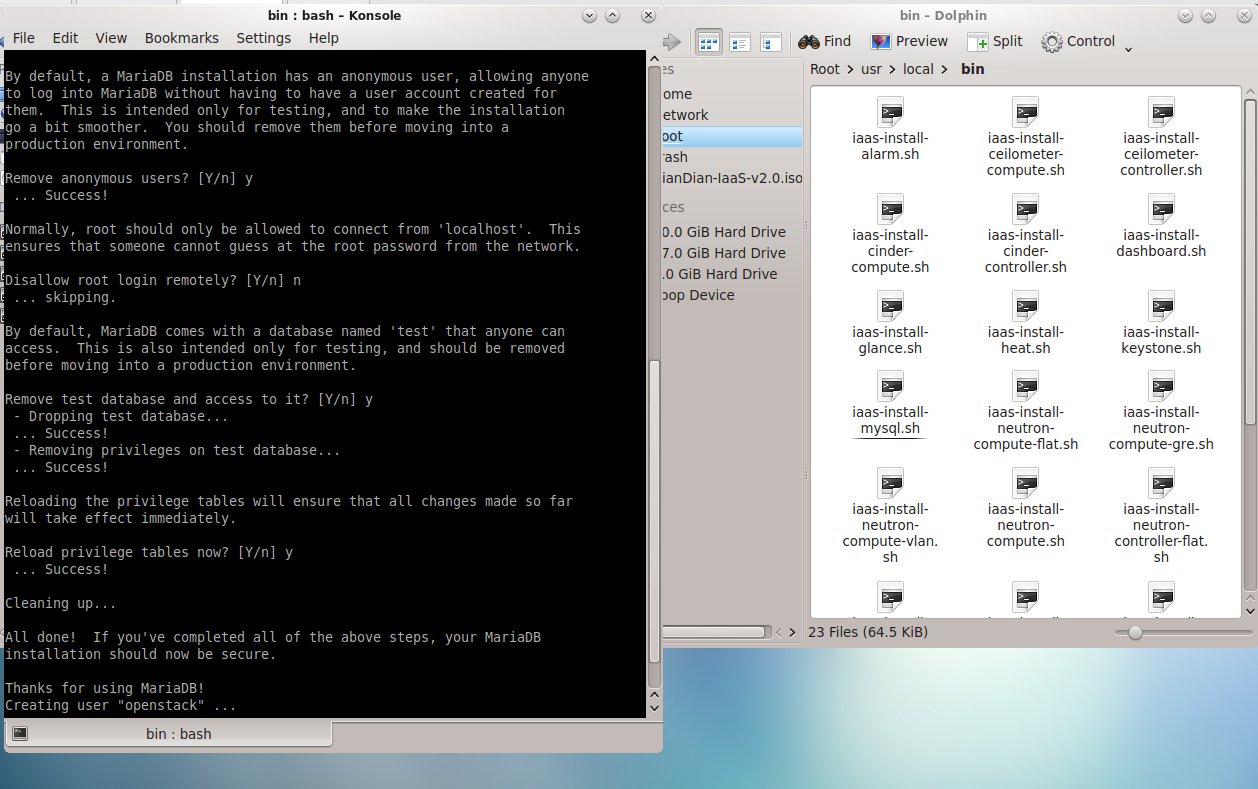 bin : bash – Konsole
File Edit View Bookmarks Settings Help
By default, a MariaDB installation has an anonymous user, allowing anyone
to log into MariaDB without having to have a user account created for
them.  This is intended only for testing, and to make the installation
go a bit smoother.  You should remove them before moving into a
production environment.
Remove anonymous users? [Y/n] y
... Success!
Normally, root should only be allowed to connect from 'localhost'.  This
ensures that someone cannot guess at the root password from the network.
Disallow root login remotely? [Y/n] n
... skipping.
By default, MariaDB comes with a database named 'test' that anyone can
access.  This is also intended only for testing, and should be removed
before moving into a production environment.
Remove test database and access to it? [Y/n] y
- Dropping test database...
... Success!
- Removing privileges on test database...
... Success!
Reloading the privilege tables will ensure that all changes made so far
will take effect immediately.
Reload privilege tables now? [Y/n] y
... Success!
Cleaning up...
All done!  If you've completed all of the above steps, your MariaDB
installation should now be secure.
Thanks for using MariaDB!
Creating user "openstack" ...
bin : bash
bin – Dolphin
Find Preview Split Control
Root > usr > local > bin
es
ome
etwork
oot
rash
ianDian-IaaS-v2.0.iso
ces
0.0 GiB Hard Drive
7.0 GiB Hard Drive
.0 GiB Hard Drive
oop Device
iaas-install-
alarm.sh
iaas-install-
ceilometer-
compute.sh
iaas-install-
ceilometer-
controller.sh
iaas-install-
cinder-
compute.sh
iaas-install-
cinder-
controller.sh
iaas-install-
dashboard.sh
iaas-install-
glance.sh
iaas-install-
heat.sh
iaas-install-
keystone.sh
iaas-install-
mysql.sh
iaas-install-
neutron-
compute-flat.sh
iaas-install-
neutron-
compute-gre.sh
iaas-install-
neutron-
compute-vlan.
sh
iaas-install-
neutron-
compute.sh
iaas-install-
neutron-
controller-flat.
sh
23 Files (64.5 KiB)